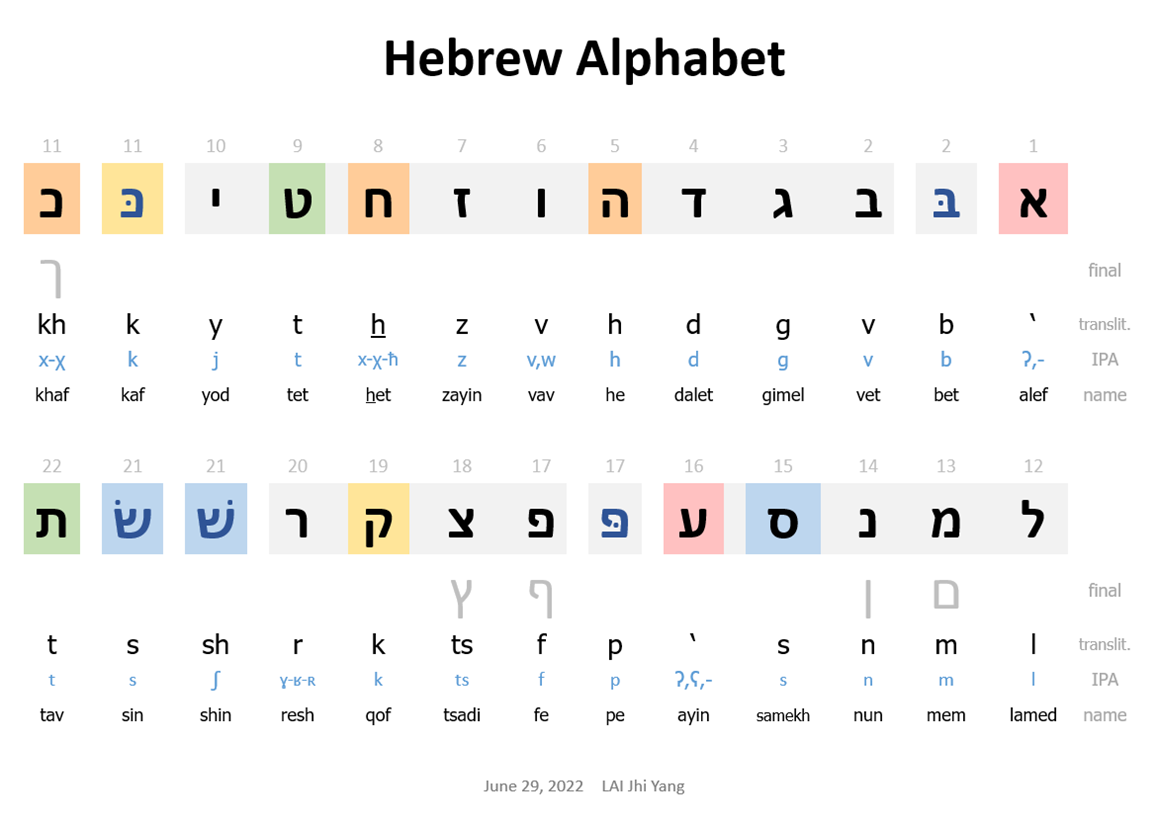 Hebrew Alphabet
11 11 10 9 8 7 6 5 4 3 2 2 1
א בּ ב ג ד ה ו ז ח ט י כּ כ
ך final
kh k y t h z v h d g v b ‛ translit.
x-χ k j t x-χ-ħ z v,w h d g v b ʔ,- IPA
khaf kaf yod tet het zayin vav he dalet gimel vet bet alef name
22 21 21 20 19 18 17 17 16 15 14 13 12
ל מ נ ס ע פּ פ צ ק ר שׁ שׂ ת
ם ן ף ץ final
t s sh r k ts f p ‛ s n m l translit.
t s ʃ ɣ-ʁ-ʀ k ts f p ʔ,ʕ,- s n m l IPA
tav sin shin resh qof tsadi fe pe ayin samekh nun mem lamed name
June 29, 2022 LAI Jhi Yang